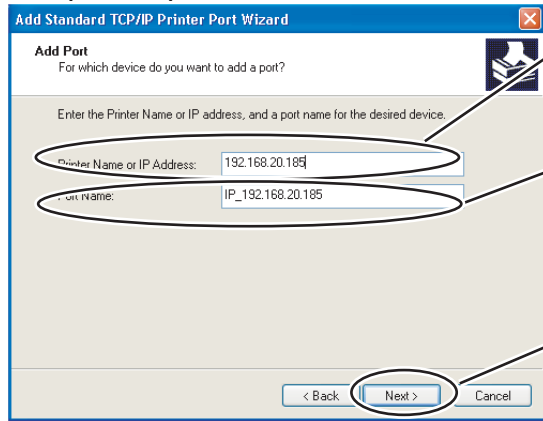 Add Standard TCP/IP Printer Port Wizard
Add Port
For which device do you want to add a port?
Enter the Printer Name or IP address, and a port name for the desired device.
Printer Name or IP Address: 192.168.20.185
Port Name: IP_192.168.20.185
< Back Next > Cancel